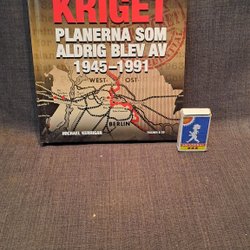 KRIGET
PLANERNA SOM
ALDRIG BLEV AV
1945–1991
WEST OST
BERLIN
MICHAEL KERRIGAN